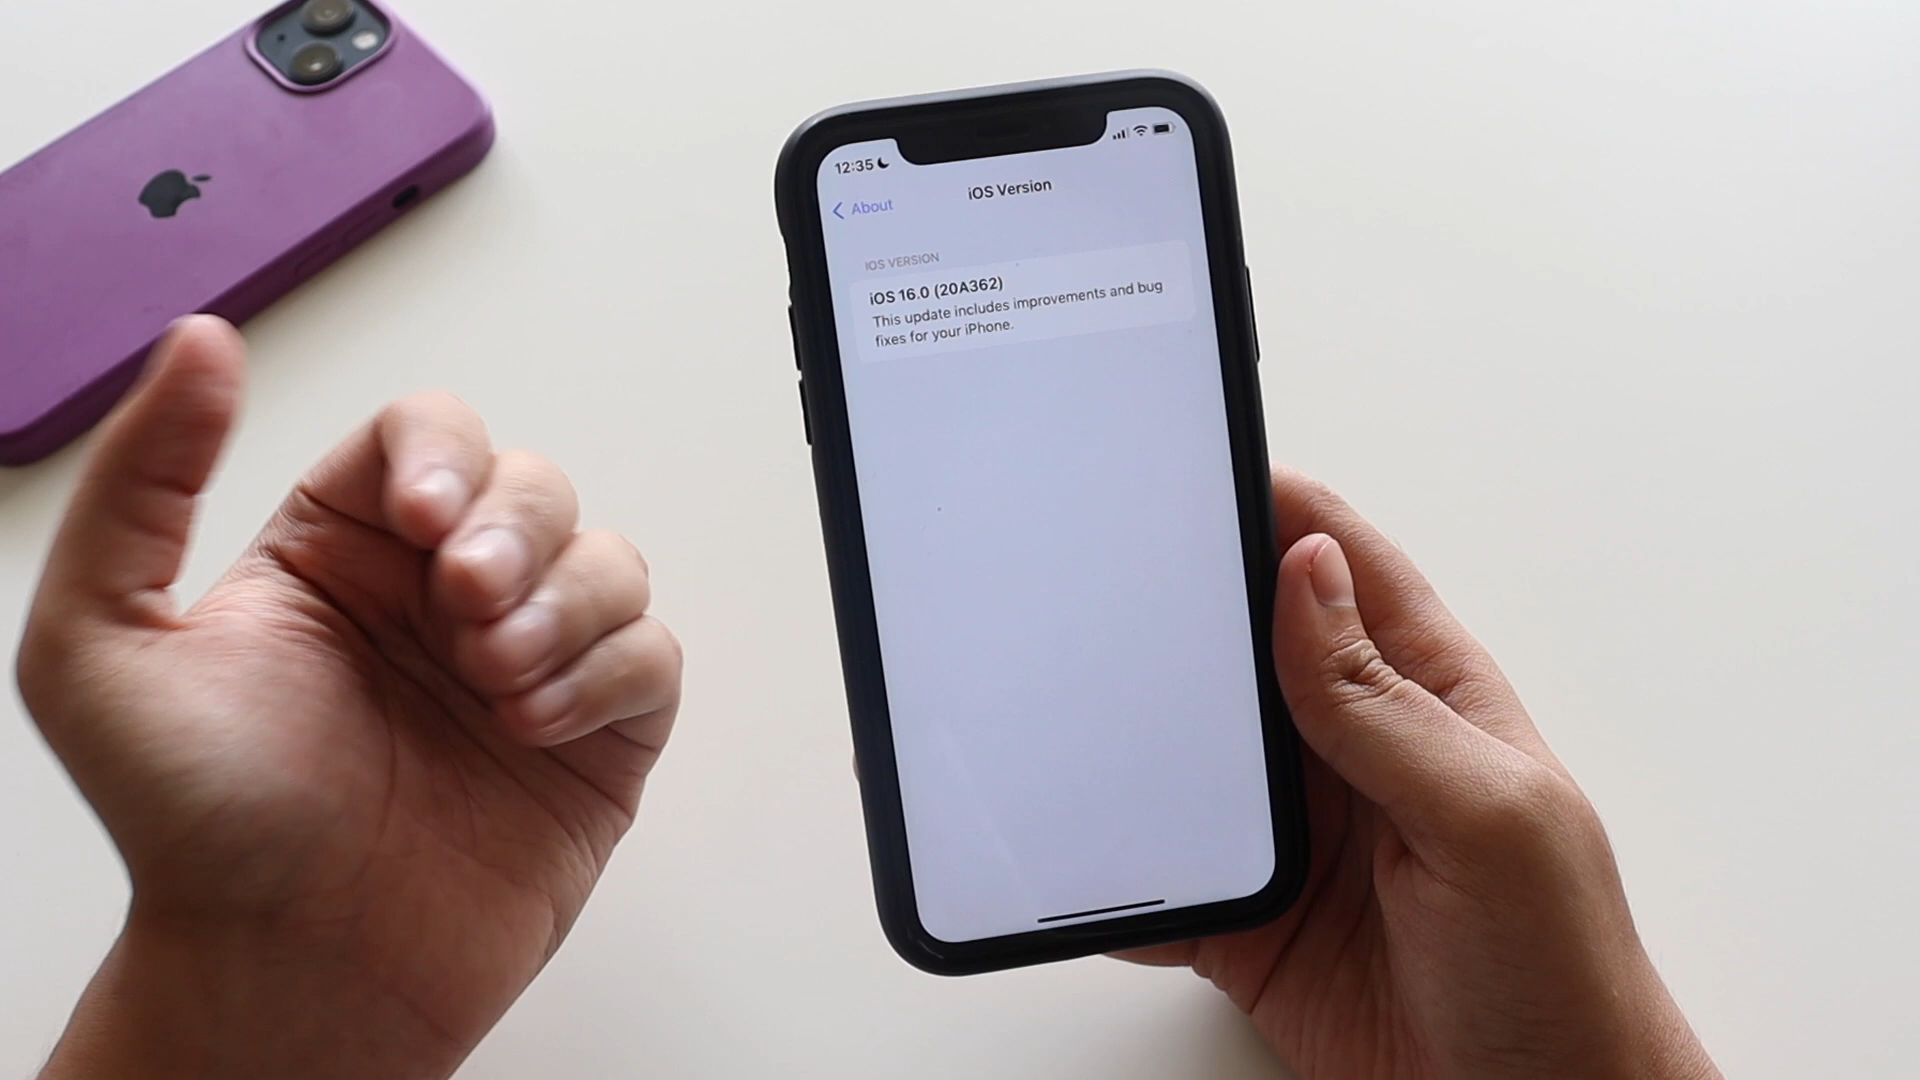 12:35
About
iOS Version
IOS VERSION
iOS 16.0 (20A362)
This update includes improvements and bug
fixes for your iPhone.